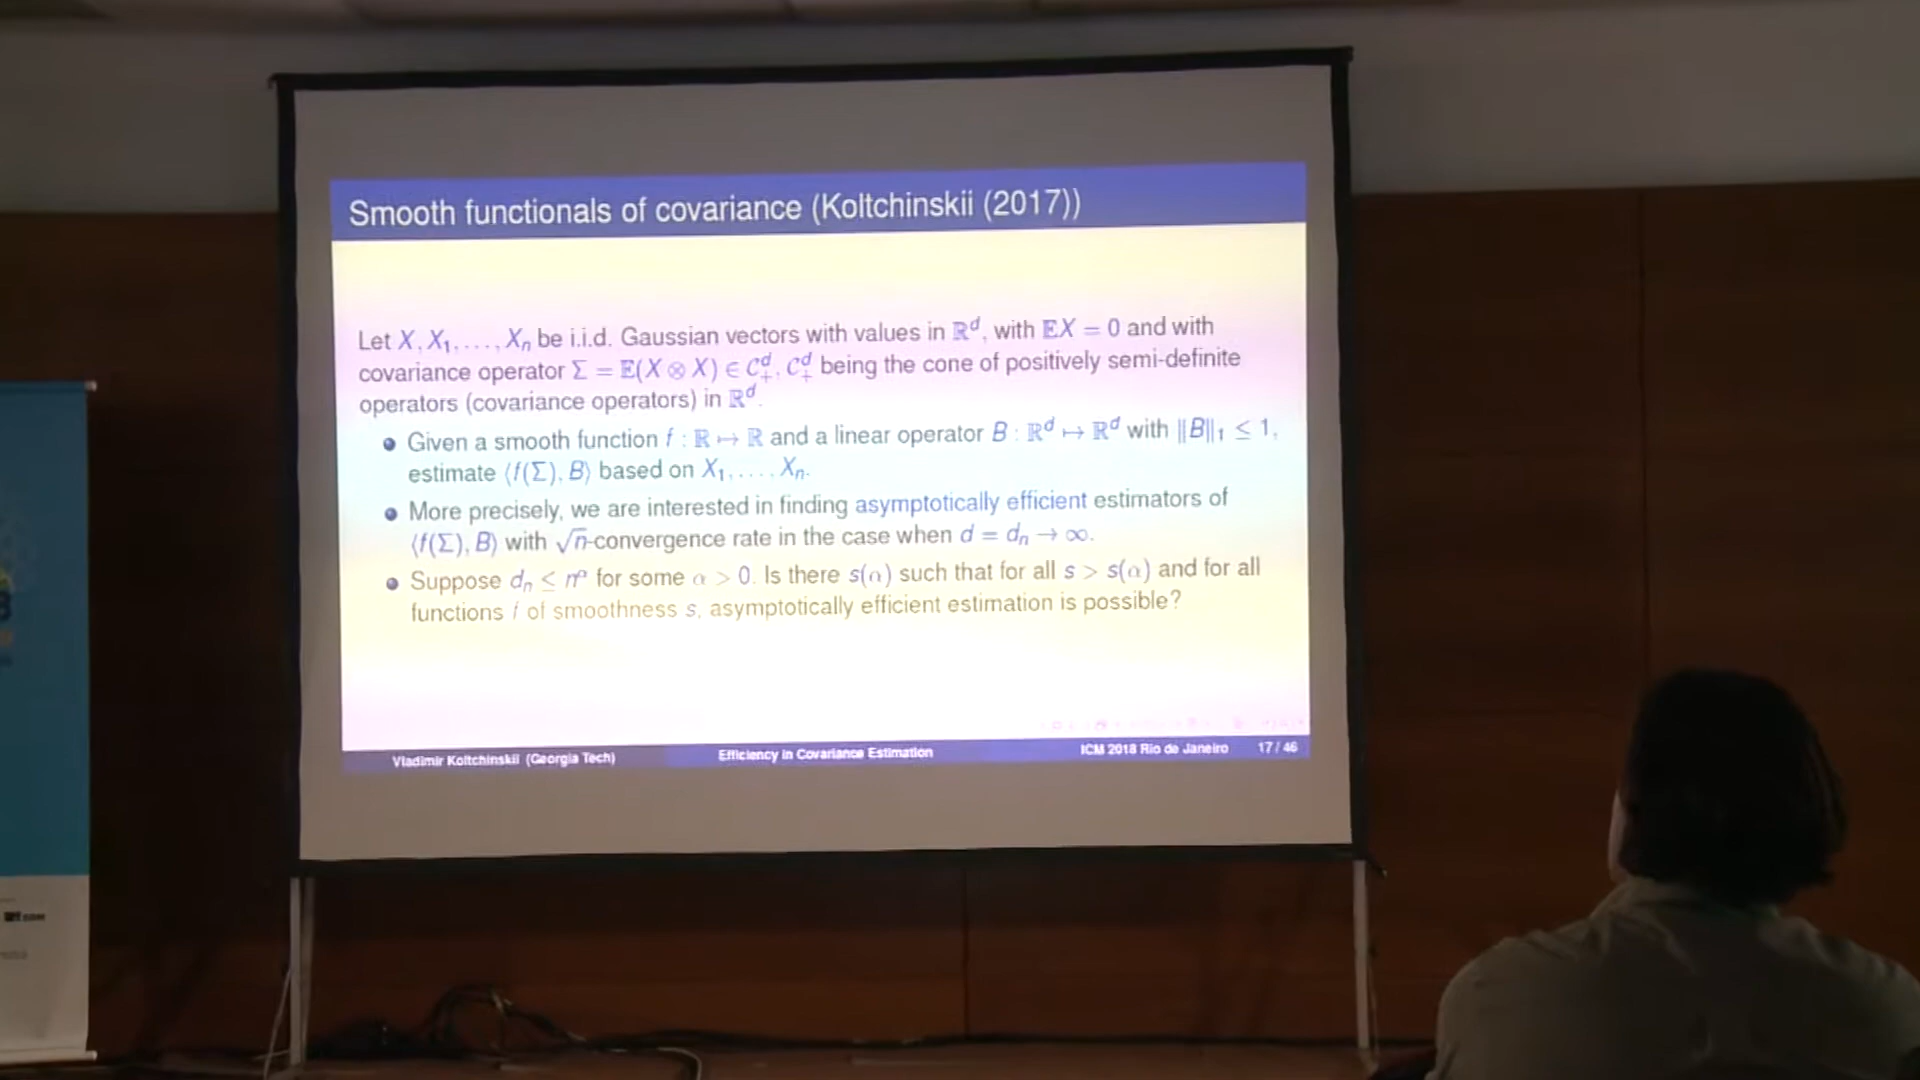 Smooth functionals of covariance (Koltchinskii (2017))
Let X, X₁, . . . , Xₙ be i.i.d. Gaussian vectors with values in ℝᵈ, with 𝔼X = 0 and with
covariance operator Σ = 𝔼(X ⊗ X) ∈ 𝒞₊ᵈ, 𝒞₊ᵈ being the cone of positively semi-definite
operators (covariance operators) in ℝᵈ.
Given a smooth function f : ℝ ↦ ℝ and a linear operator B : ℝᵈ ↦ ℝᵈ with ‖B‖₁ ≤ 1,
estimate ⟨f(Σ), B⟩ based on X₁, . . . , Xₙ.
More precisely, we are interested in finding asymptotically efficient estimators of
⟨f(Σ), B⟩ with √n-convergence rate in the case when d = dₙ → ∞.
Suppose dₙ ≤ nᵅ for some α > 0. Is there s(α) such that for all s > s(α) and for all
functions f of smoothness s, asymptotically efficient estimation is possible?
Vladimir Koltchinskii (Georgia Tech) Efficiency in Covariance Estimation ICM 2018 Rio de Janeiro 17 / 46